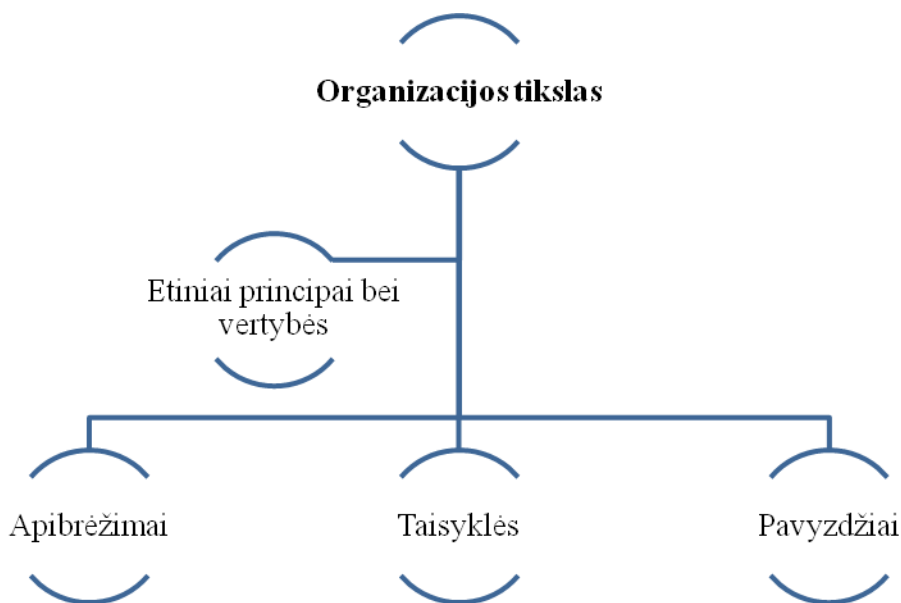 Organizacijos tikslas
Etiniai principai bei
vertybės
Apibrėžimai
Taisyklės
Pavyzdžiai